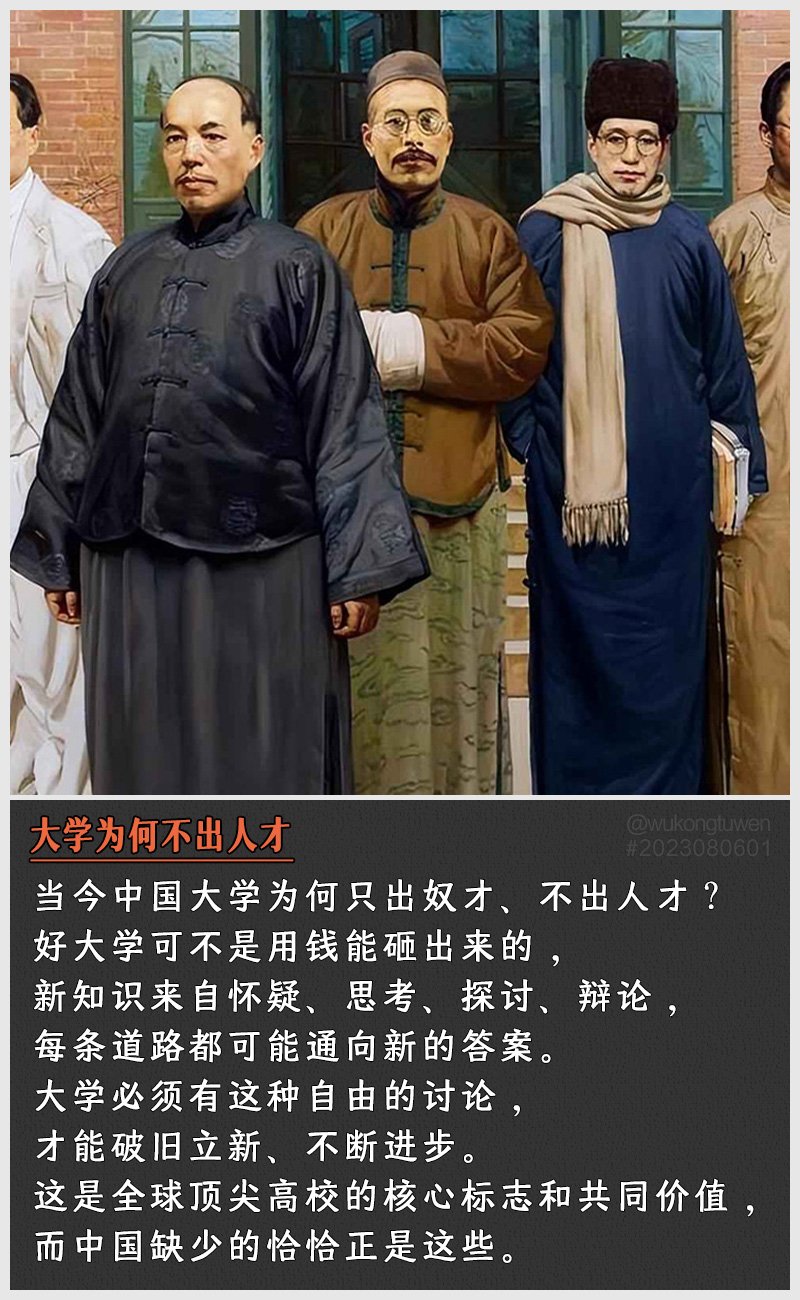 大学为何不出人才
@wukongtuwen
#2023080601
当今中国大学为何只出奴才、不出人才？
好大学可不是用钱能砸出来的，
新知识来自怀疑、思考、探讨、辩论，
每条道路都可能通向新的答案。
大学必须有这种自由的讨论，
才能破旧立新、不断进步。
这是全球顶尖高校的核心标志和共同价值，
而中国缺少的恰恰正是这些。